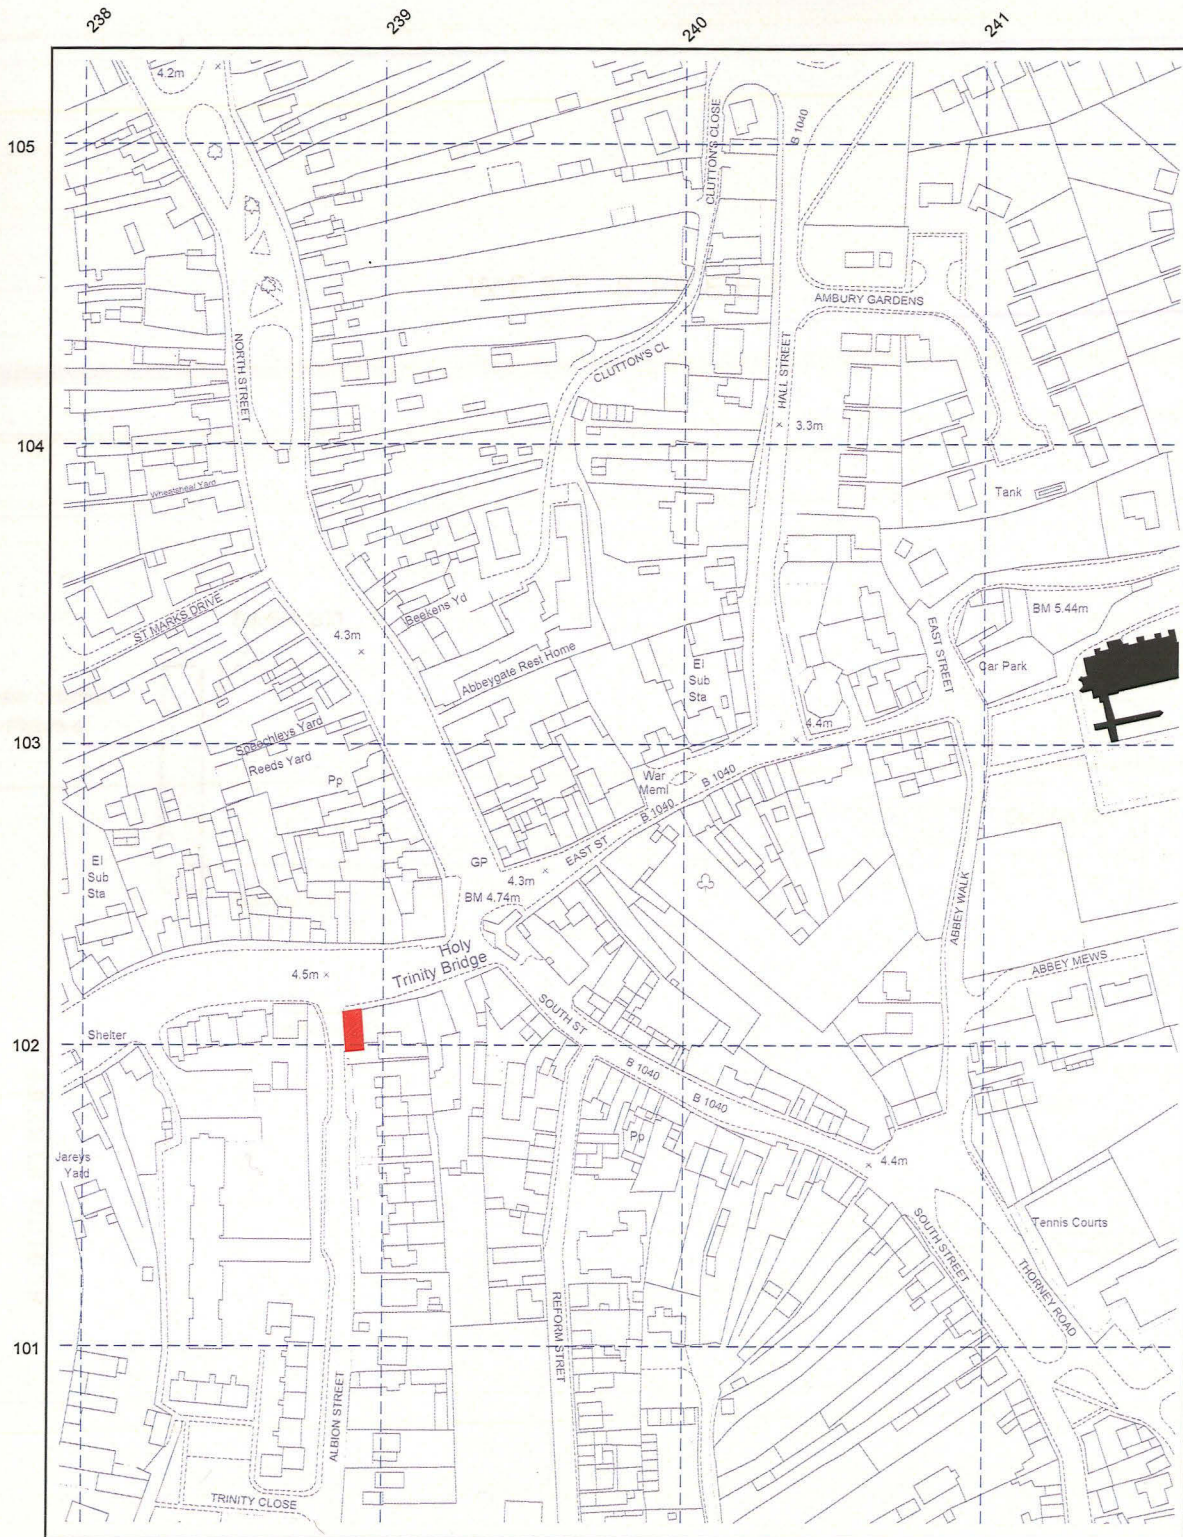 238
239
240
241
105
104
103
102
101
4.2m
CLUTTON'S CLOSE
B 1040
AMBURY GARDENS
NORTH STREET
CLUTTON'S CL
HALL STREET
3.3m
Wheatsheaf Yard
Tank
ST MARKS DRIVE
Beekens Yd
BM 5.44m
4.3m
EAST STREET
Abbeygate Rest Home
El
Sub
Sta
Car Park
Speechleys Yard
Reeds Yard
4.4m
Pp
War
Meml
B 1040
B 1040
El
Sub
Sta
GP
EAST ST
4.3m
BM 4.74m
ABBEY WALK
Holy
Trinity Bridge
4.5m
ABBEY MEWS
SOUTH ST
Shelter
B 1040
B 1040
Pp
Jareys
Yard
4.4m
Tennis Courts
SOUTH STREET
THORNEY ROAD
REFORM STRET
ALBION STREET
TRINITY CLOSE